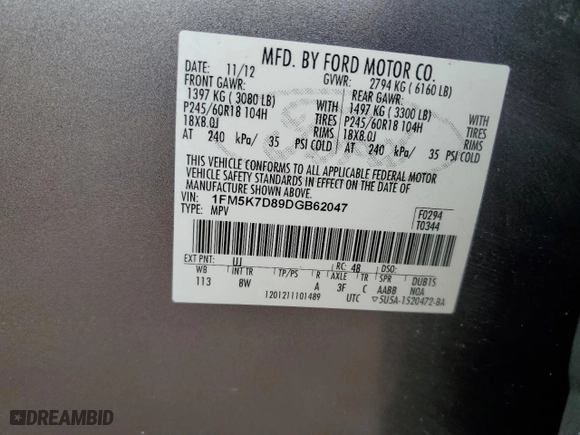 MFD. BY FORD MOTOR CO.
DATE: 11/12 GVWR: 2794 KG ( 6160 LB)
FRONT GAWR: REAR GAWR:
1397 KG ( 3080 LB) WITH 1497 KG ( 3300 LB) WITH
P245/60R18 104H TIRES P245/60R18 104H TIRES
18X8.0J RIMS 18X8.0J RIMS
AT 240 kPa/ 35 PSI COLD AT 240 kPa/ 35 PSI COLD
THIS VEHICLE CONFORMS TO ALL APPLICABLE FEDERAL MOTOR
VEHICLE SAFETY STANDARDS IN EFFECT ON THE DATE OF
MANUFACTURE SHOWN ABOVE.
VIN: 1FM5K7D89DGB62047
TYPE: MPV
F0294
T0344
EXT PNT: UJ RC: 48 DSO:
WB INT TR TP/PS R AXLE TR SPR DUB15
113 BW A 3F C AABB NOA
1201211101489 UTC ▽5U5A-1520472-BA
DREAMBID